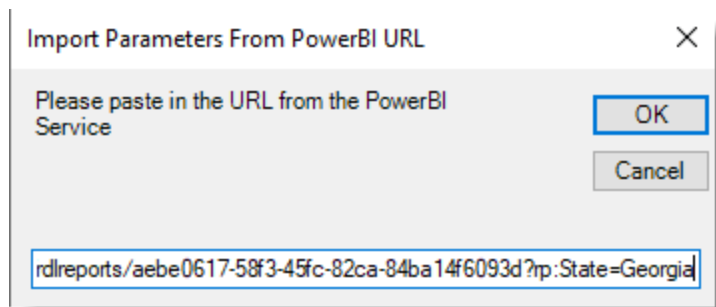 Import Parameters From PowerBI URL
Please paste in the URL from the PowerBI
Service
OK
Cancel
rdlreports/aebe0617-58f3-45fc-82ca-84ba14f6093d?rp:State=Georgia